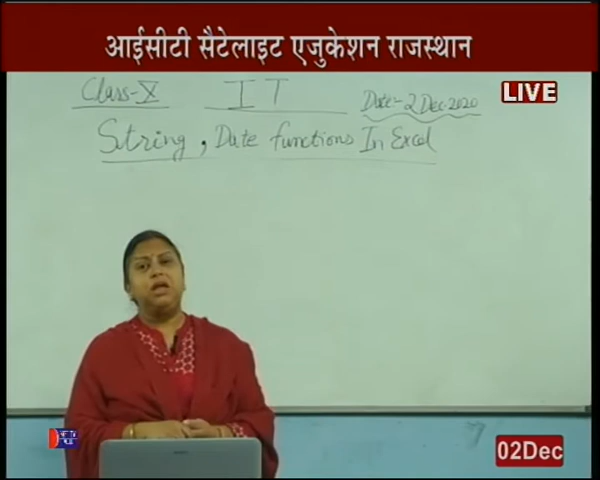 आईसीटी सैटेलाइट एजुकेशन राजस्थान
Class-X IT Date-2 Dec-2020
LIVE
String, Date functions In Excel
02Dec